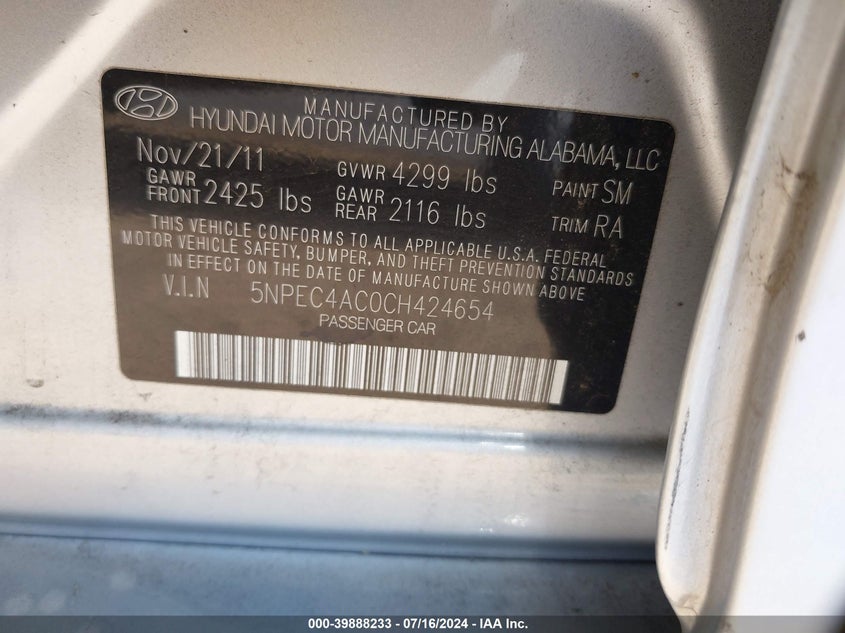 MANUFACTURED BY
HYUNDAI MOTOR MANUFACTURING ALABAMA, LLC
Nov/21/11 GVWR 4299 lbs PAINT SM
GAWR FRONT 2425 lbs GAWR REAR 2116 lbs TRIM RA
THIS VEHICLE CONFORMS TO ALL APPLICABLE U.S.A. FEDERAL
MOTOR VEHICLE SAFETY, BUMPER, AND THEFT PREVENTION STANDARDS
IN EFFECT ON THE DATE OF MANUFACTURE SHOWN ABOVE
V.I.N 5NPEC4AC0CH424654
PASSENGER CAR
000-39888233 - 07/16/2024 - IAA Inc.